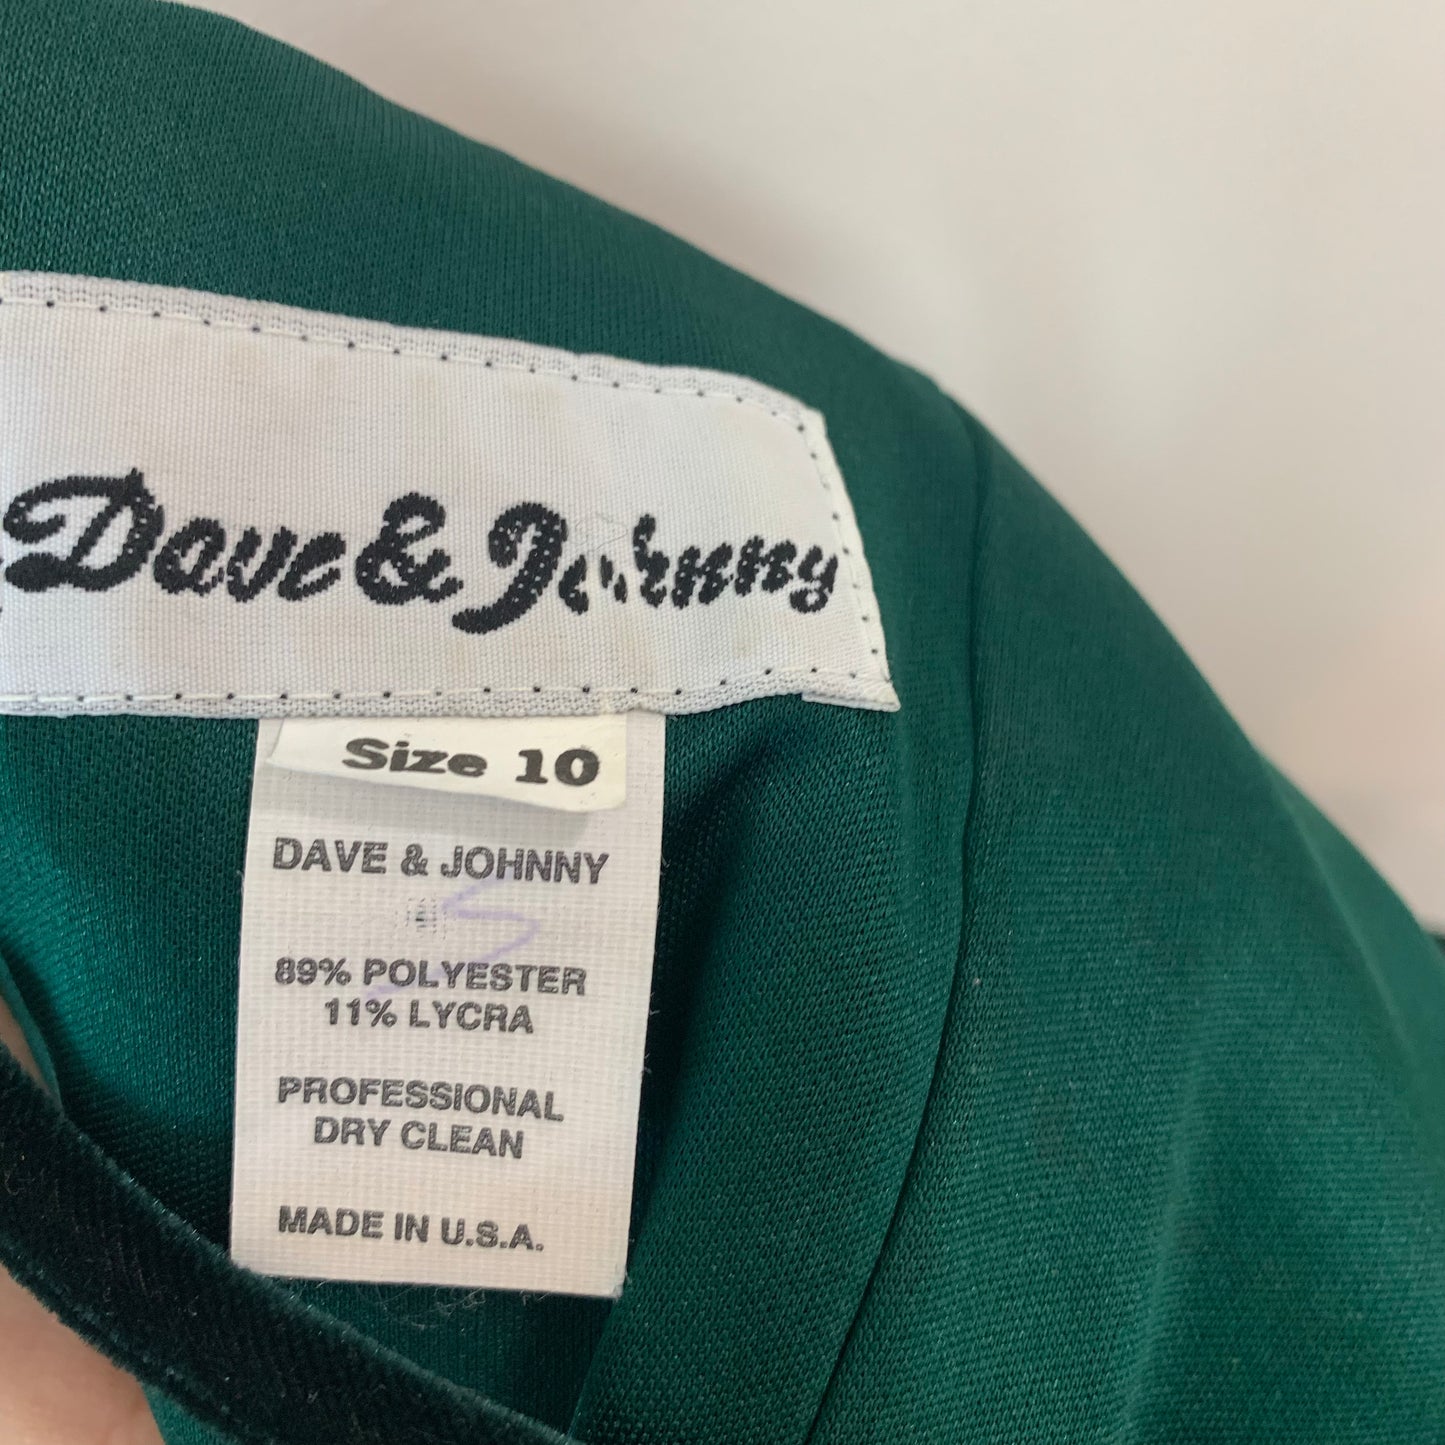 Dave & Johnny
Size 10
DAVE & JOHNNY
89% POLYESTER
11% LYCRA
PROFESSIONAL
DRY CLEAN
MADE IN U.S.A.